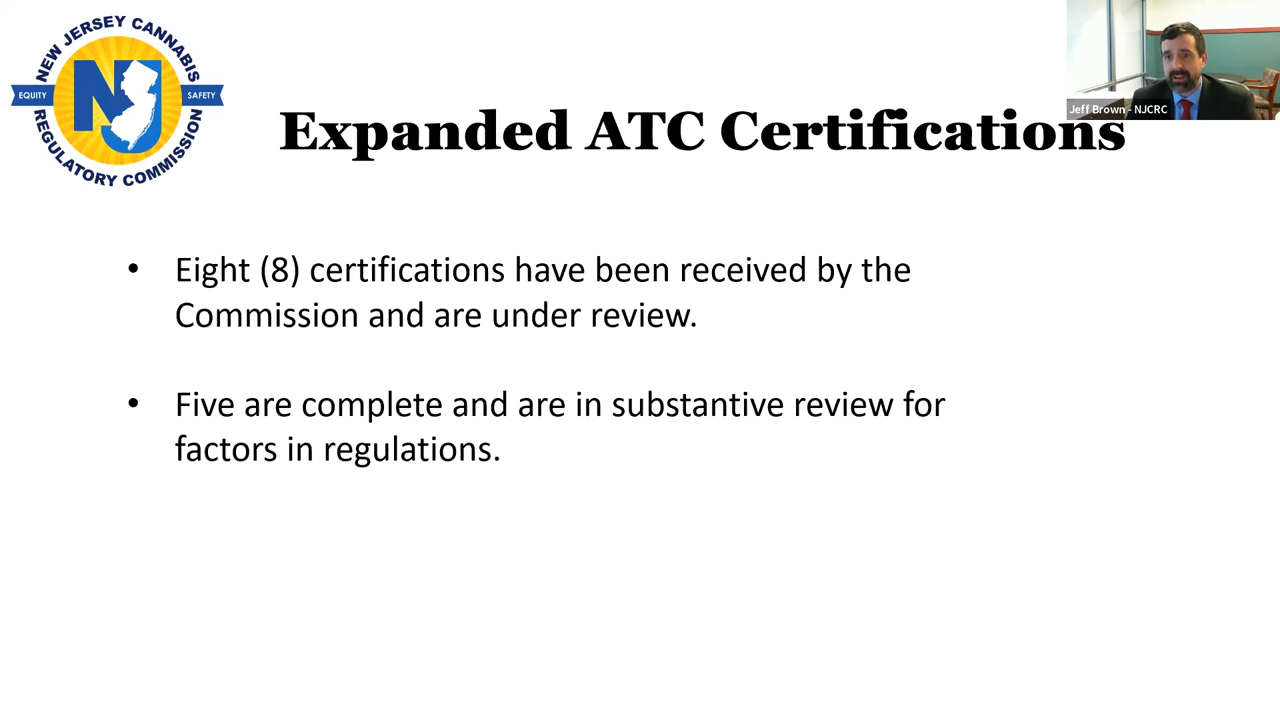 NEW JERSEY CANNABIS
EQUITY
NJ
SAFETY
REGULATORY COMMISSION
Jeff Brown - NJCRC
Expanded ATC Certifications
• Eight (8) certifications have been received by the
Commission and are under review.
• Five are complete and are in substantive review for
factors in regulations.